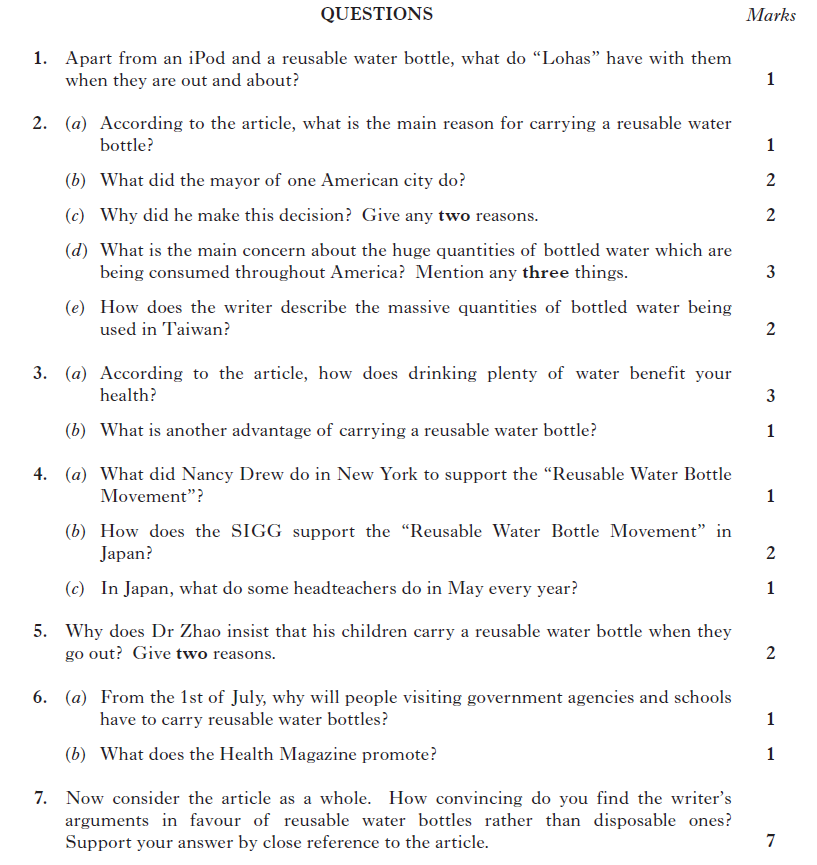 QUESTIONS Marks
1. Apart from an iPod and a reusable water bottle, what do “Lohas” have with them
when they are out and about? 1
2. (a) According to the article, what is the main reason for carrying a reusable water
bottle? 1
(b) What did the mayor of one American city do? 2
(c) Why did he make this decision? Give any two reasons. 2
(d) What is the main concern about the huge quantities of bottled water which are
being consumed throughout America? Mention any three things. 3
(e) How does the writer describe the massive quantities of bottled water being
used in Taiwan? 2
3. (a) According to the article, how does drinking plenty of water benefit your
health? 3
(b) What is another advantage of carrying a reusable water bottle? 1
4. (a) What did Nancy Drew do in New York to support the “Reusable Water Bottle
Movement”? 1
(b) How does the SIGG support the “Reusable Water Bottle Movement” in
Japan? 2
(c) In Japan, what do some headteachers do in May every year? 1
5. Why does Dr Zhao insist that his children carry a reusable water bottle when they
go out? Give two reasons. 2
6. (a) From the 1st of July, why will people visiting government agencies and schools
have to carry reusable water bottles? 1
(b) What does the Health Magazine promote? 1
7. Now consider the article as a whole. How convincing do you find the writer’s
arguments in favour of reusable water bottles rather than disposable ones?
Support your answer by close reference to the article. 7